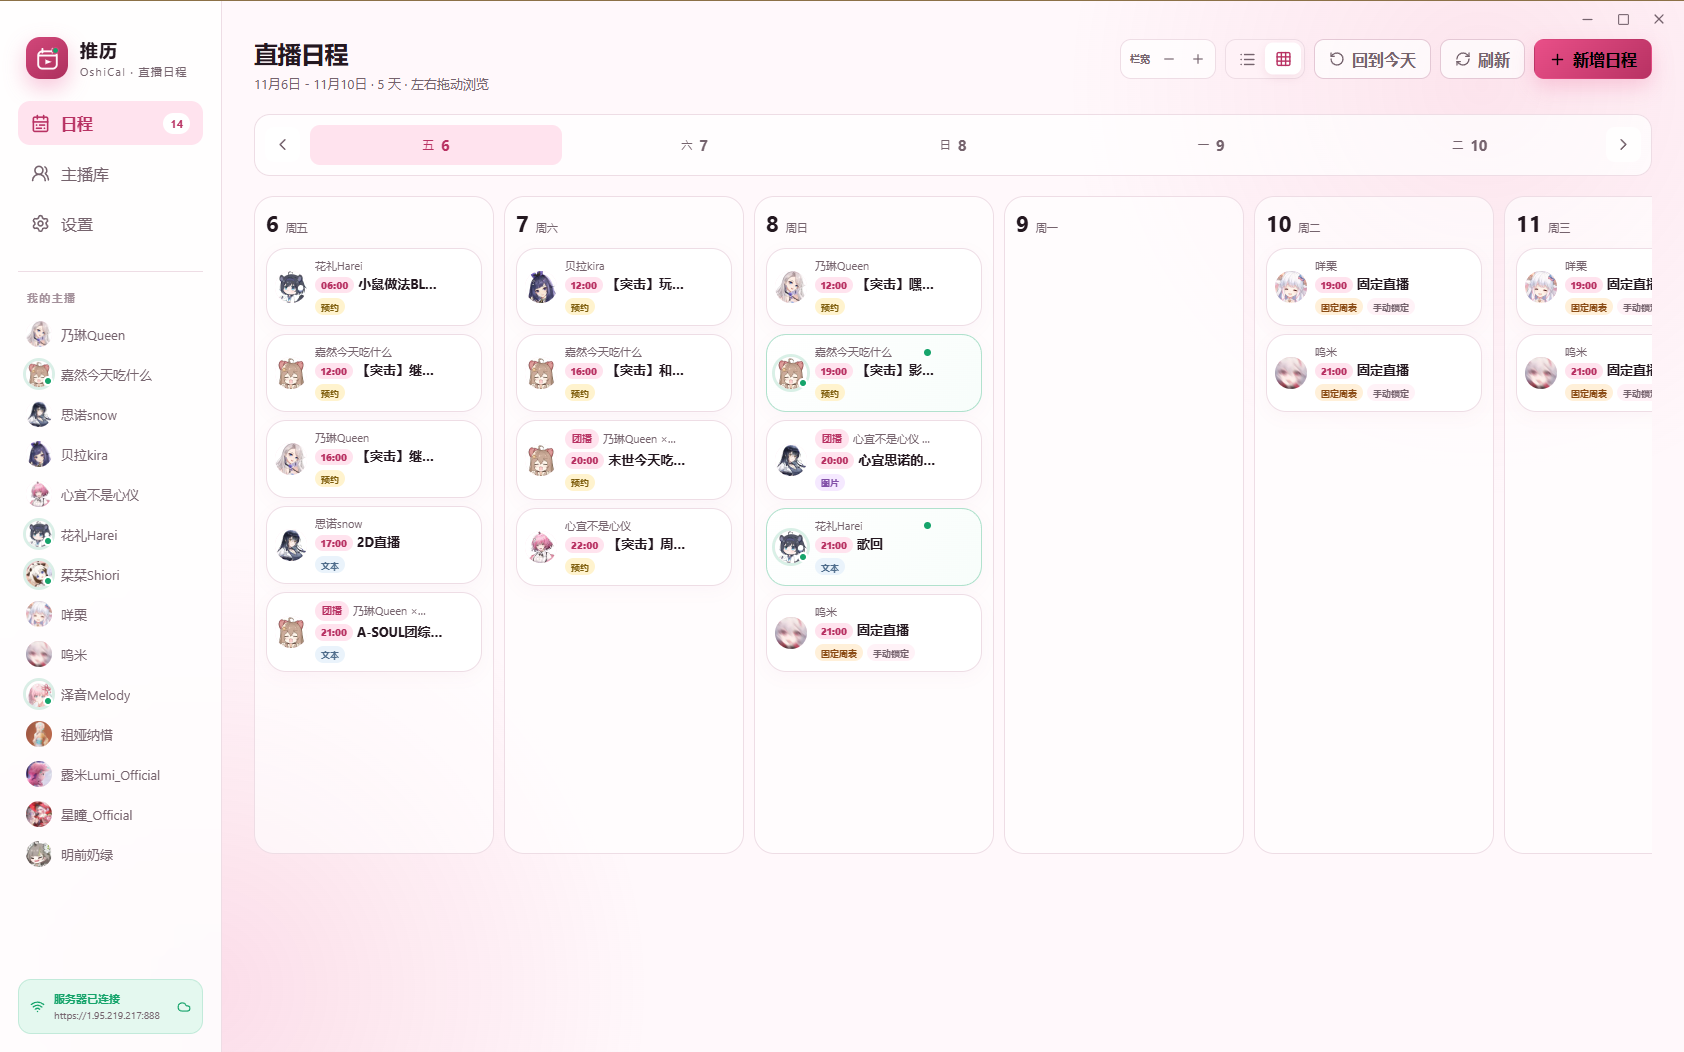 推历
OshiCal · 直播日程
日程
14
主播库
设置
我的主播
乃琳Queen
嘉然今天吃什么
思诺snow
贝拉kira
心宜不是心仪
花礼Harei
栞栞Shiori
咩栗
呜米
泽音Melody
祖娅纳惜
露米Lumi_Official
星瞳_Official
明前奶绿
服务器已连接
https://1.95.219.217:888
直播日程
11月6日 - 11月10日 · 5 天 · 左右拖动浏览
栏宽
回到今天
刷新
新增日程
五 6
六 7
日 8
一 9
二 10
6 周五
花礼Harei
06:00 小鼠做法BL...
预约
嘉然今天吃什么
12:00 【突击】继...
预约
乃琳Queen
16:00 【突击】继...
预约
思诺snow
17:00 2D直播
文本
团播 乃琳Queen ×...
21:00 A-SOUL团综...
文本
7 周六
贝拉kira
12:00 【突击】玩...
预约
嘉然今天吃什么
16:00 【突击】和...
预约
团播 乃琳Queen ×...
20:00 末世今天吃...
预约
心宜不是心仪
22:00 【突击】周...
预约
8 周日
乃琳Queen
12:00 【突击】嘿...
预约
嘉然今天吃什么
19:00 【突击】影...
预约
团播 心宜不是心仪 ...
20:00 心宜思诺的...
图片
花礼Harei
21:00 歌回
文本
呜米
21:00 固定直播
固定周表 手动锁定
9 周一
10 周二
咩栗
19:00 固定直播
固定周表 手动锁定
呜米
21:00 固定直播
固定周表 手动锁定
11 周三
咩栗
19:00 固定直
固定周表 手动锁
呜米
21:00 固定直
固定周表 手动锁